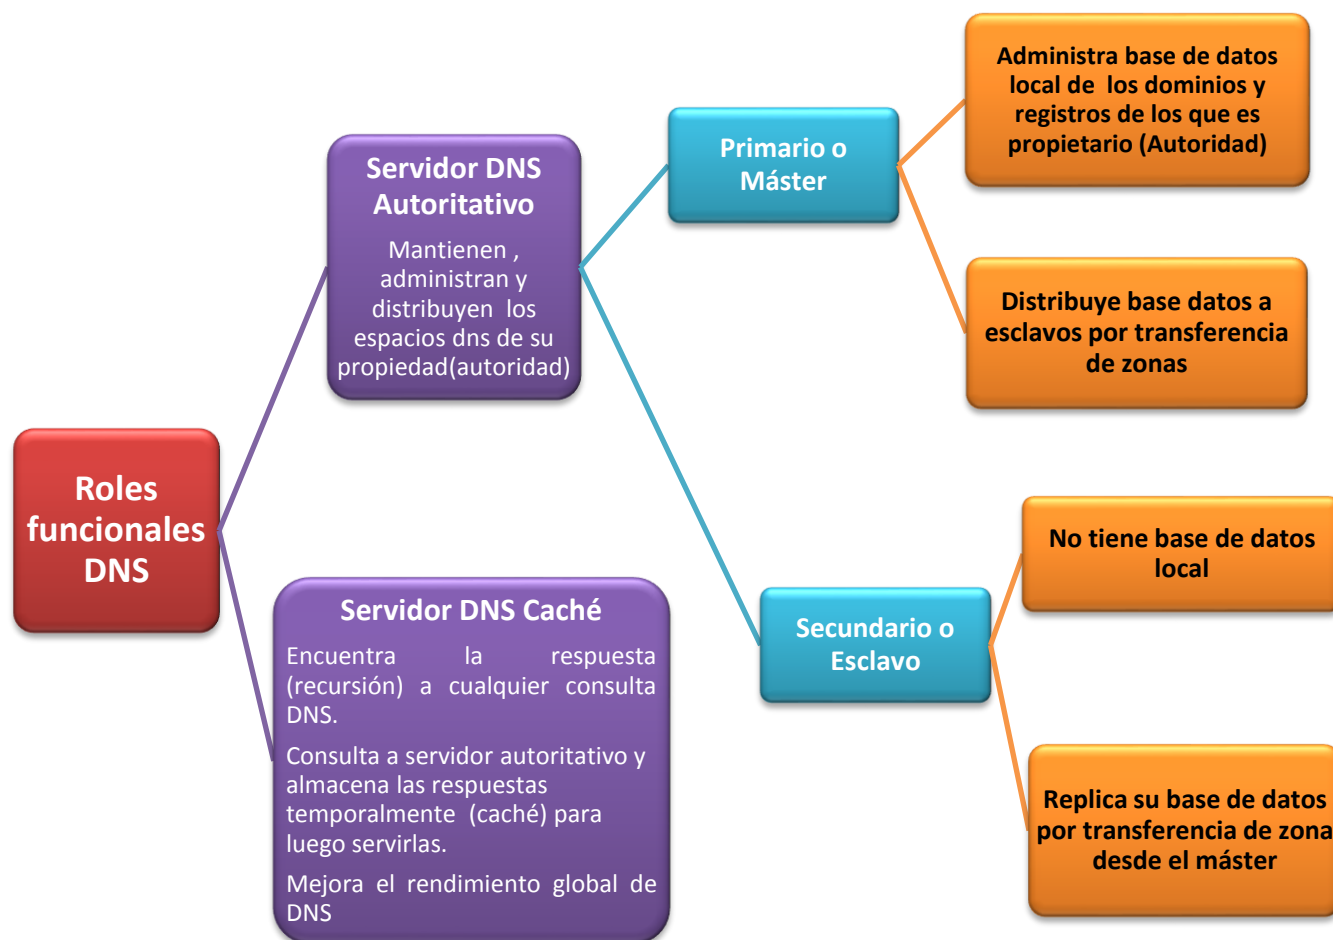 Roles
funcionales
DNS
Servidor DNS
Autoritativo
Mantienen ,
administran y
distribuyen los
espacios dns de su
propiedad(autoridad)
Servidor DNS Caché
Encuentra la respuesta
(recursión) a cualquier consulta
DNS.
Consulta a servidor autoritativo y
almacena las respuestas
temporalmente (caché) para
luego servirlas.
Mejora el rendimiento global de
DNS
Primario o
Máster
Secundario o
Esclavo
Administra base de datos
local de los dominios y
registros de los que es
propietario (Autoridad)
Distribuye base datos a
esclavos por transferencia
de zonas
No tiene base de datos
local
Replica su base de datos
por transferencia de zona
desde el máster